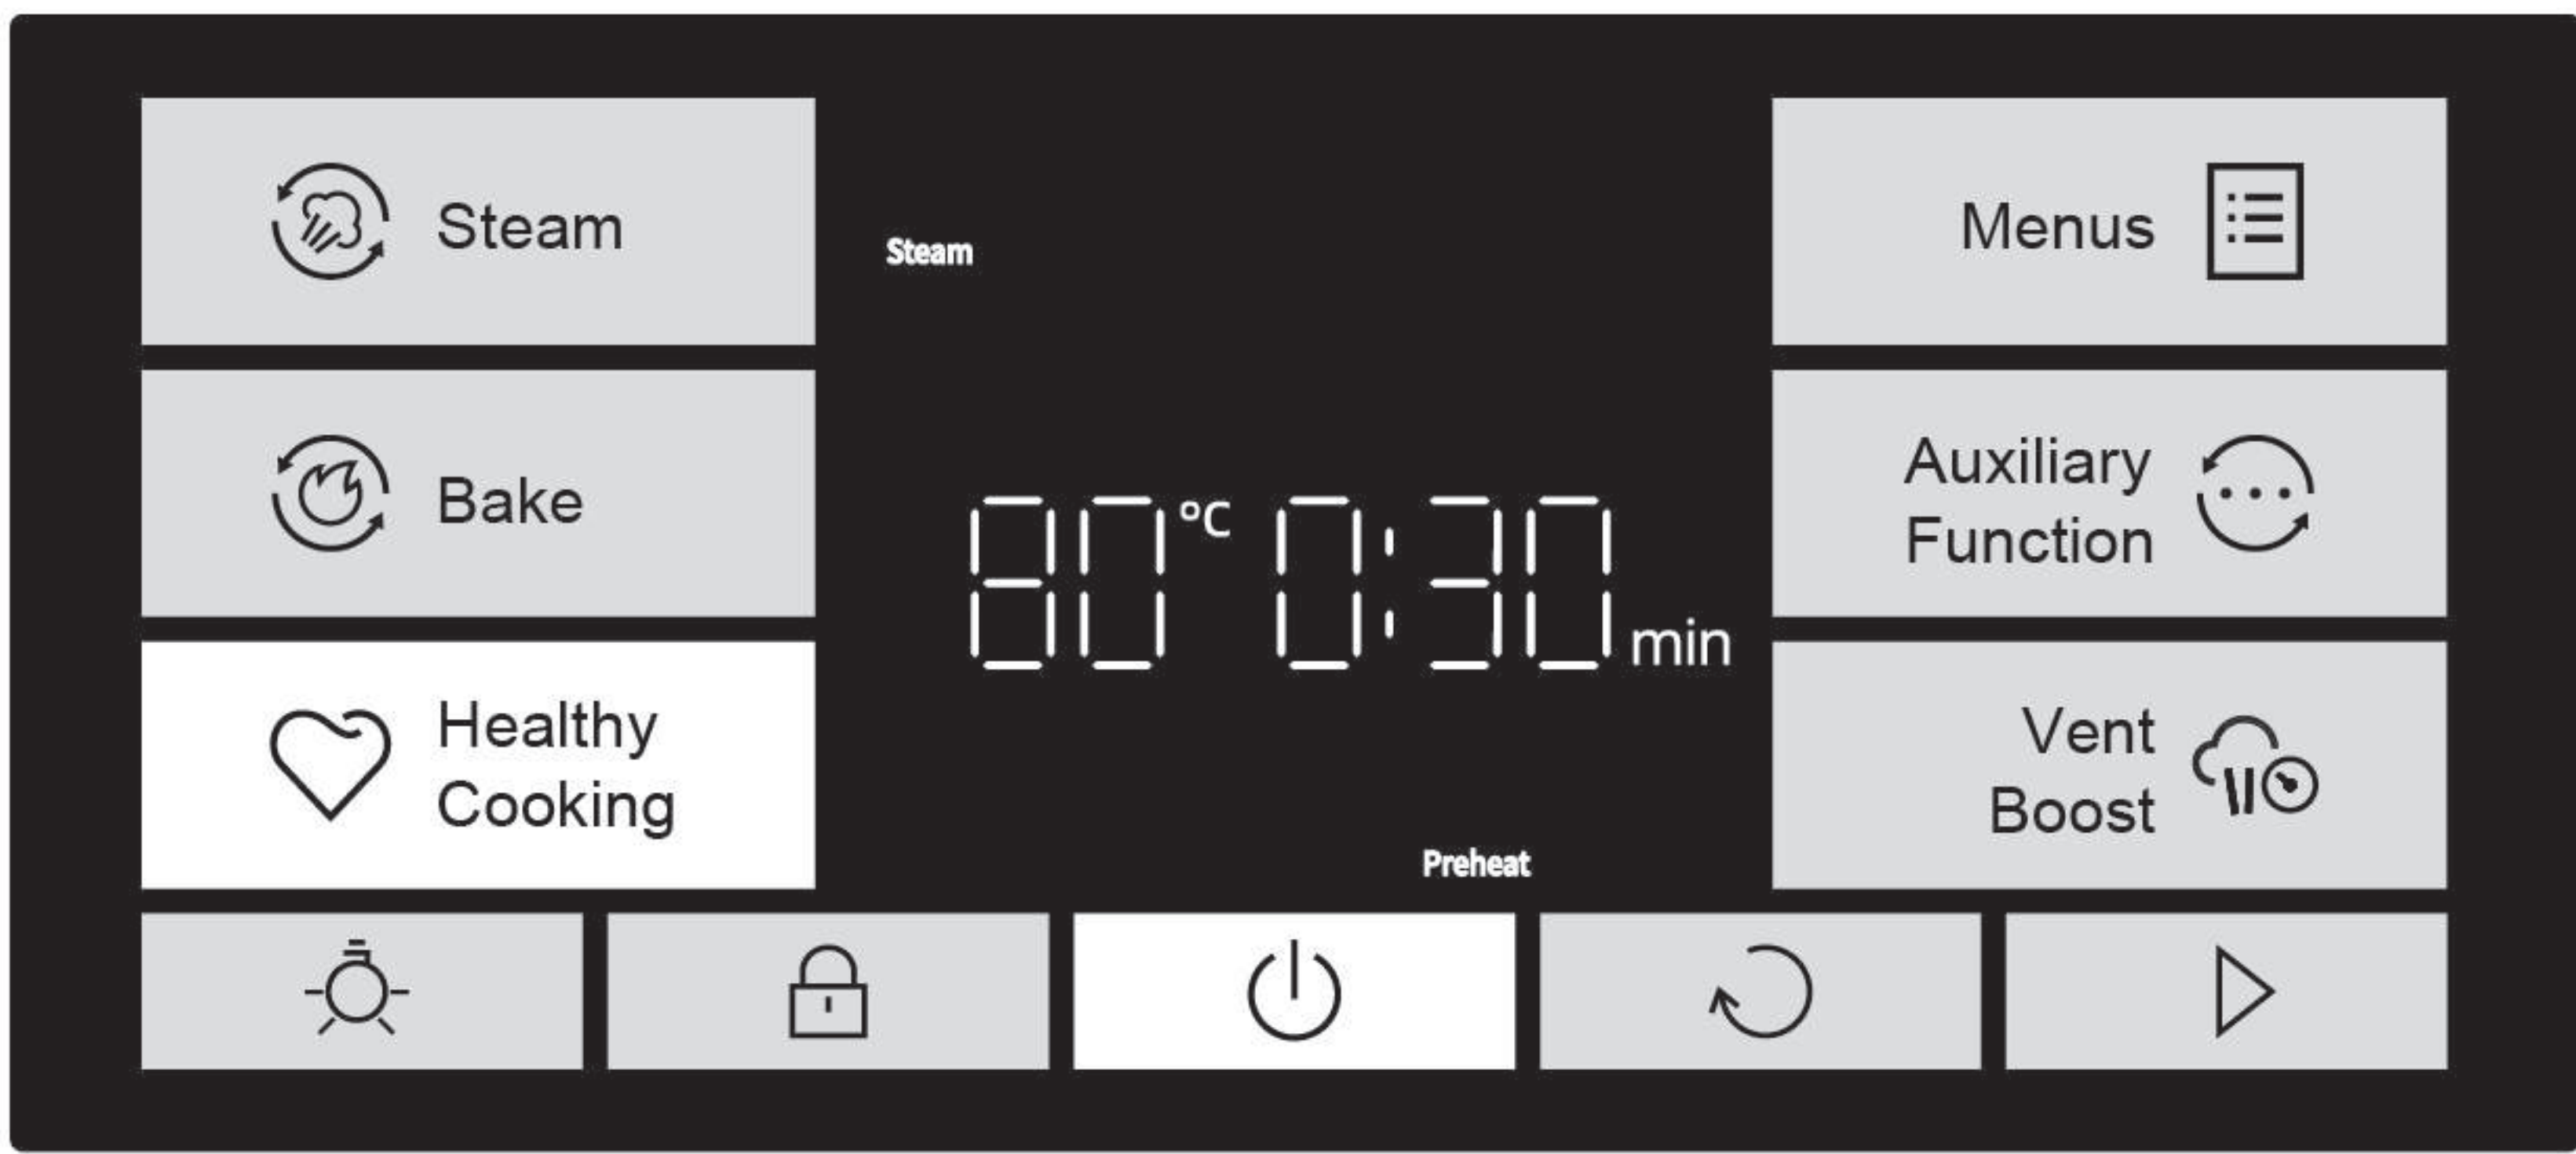 Steam
Steam
Menus
Bake
Auxiliary
Function
80°C 0:30 min
Healthy
Cooking
Vent
Boost
Preheat